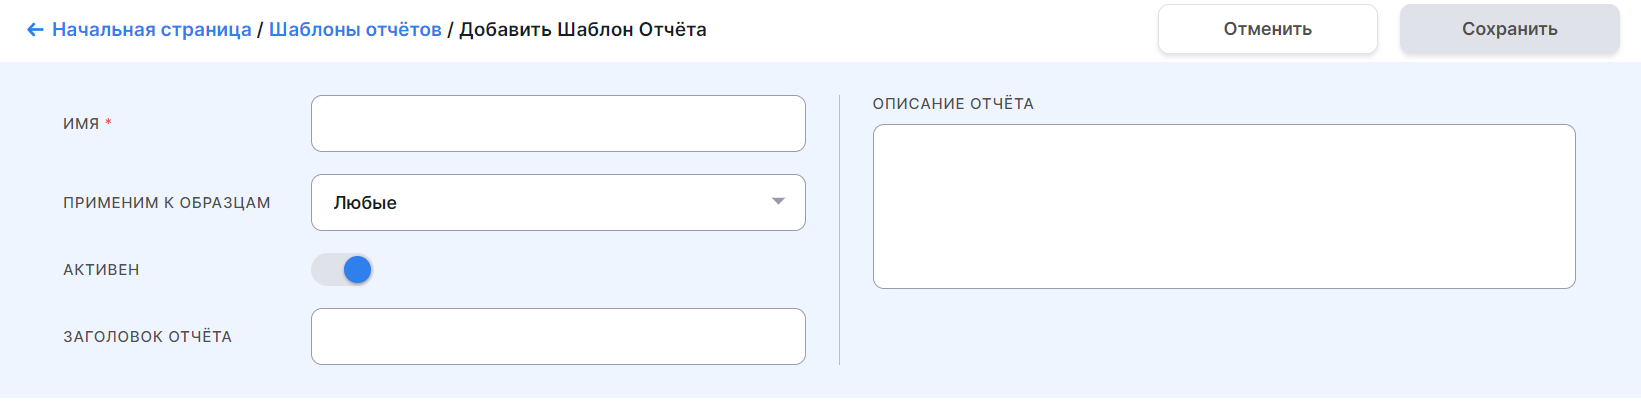 ← Начальная страница / Шаблоны отчётов / Добавить Шаблон Отчёта
Отменить
Сохранить
ИМЯ *
ПРИМЕНИМ К ОБРАЗЦАМ
Любые
АКТИВЕН
ЗАГОЛОВОК ОТЧЁТА
ОПИСАНИЕ ОТЧЁТА